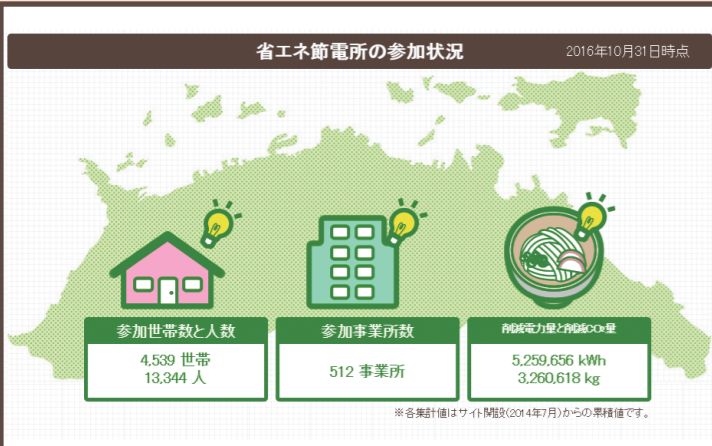 省エネ節電所の参加状況
2016年10月31日時点
参加世帯数と人数
4,539 世帯
13,344 人
参加事業所数
512 事業所
削減電力量と削減CO2量
5,259,656 kWh
3,260,618 kg
※各集計値はサイト開設(2014年7月)からの累積値です。